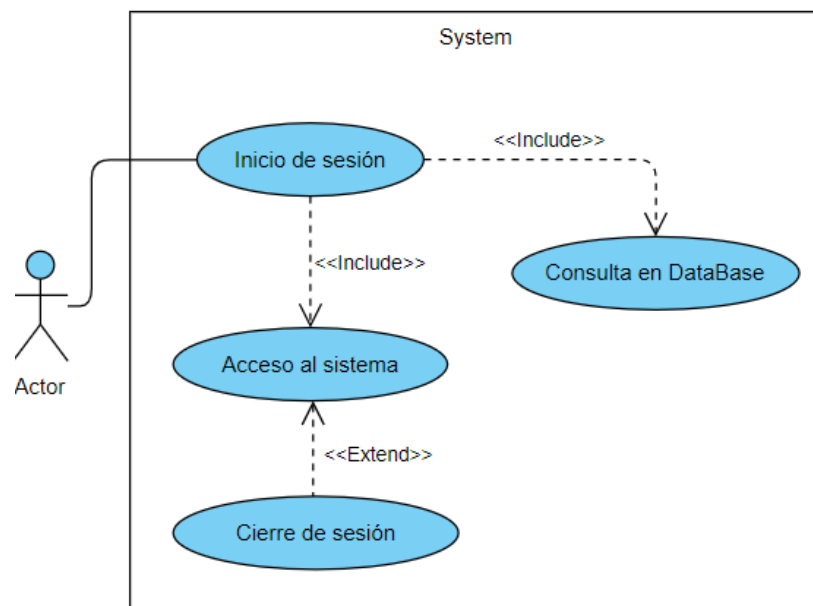 System
Inicio de sesión
<<Include>>
<<Include>>
Consulta en DataBase
Acceso al sistema
Actor
<<Extend>>
Cierre de sesión